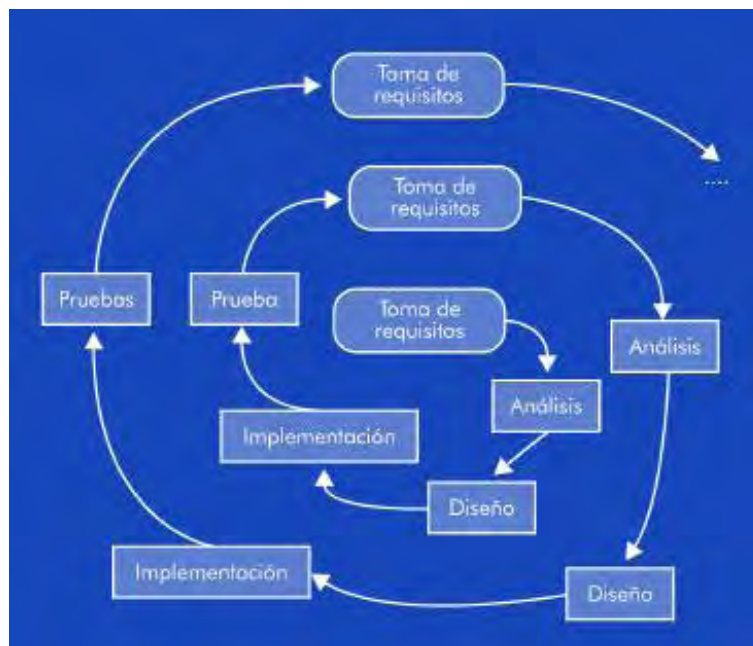 Toma de
requisitos
....
Toma de
requisitos
Pruebas
Prueba
Toma de
requisitos
Análisis
Análisis
Implementación
Diseño
Implementación
Diseño